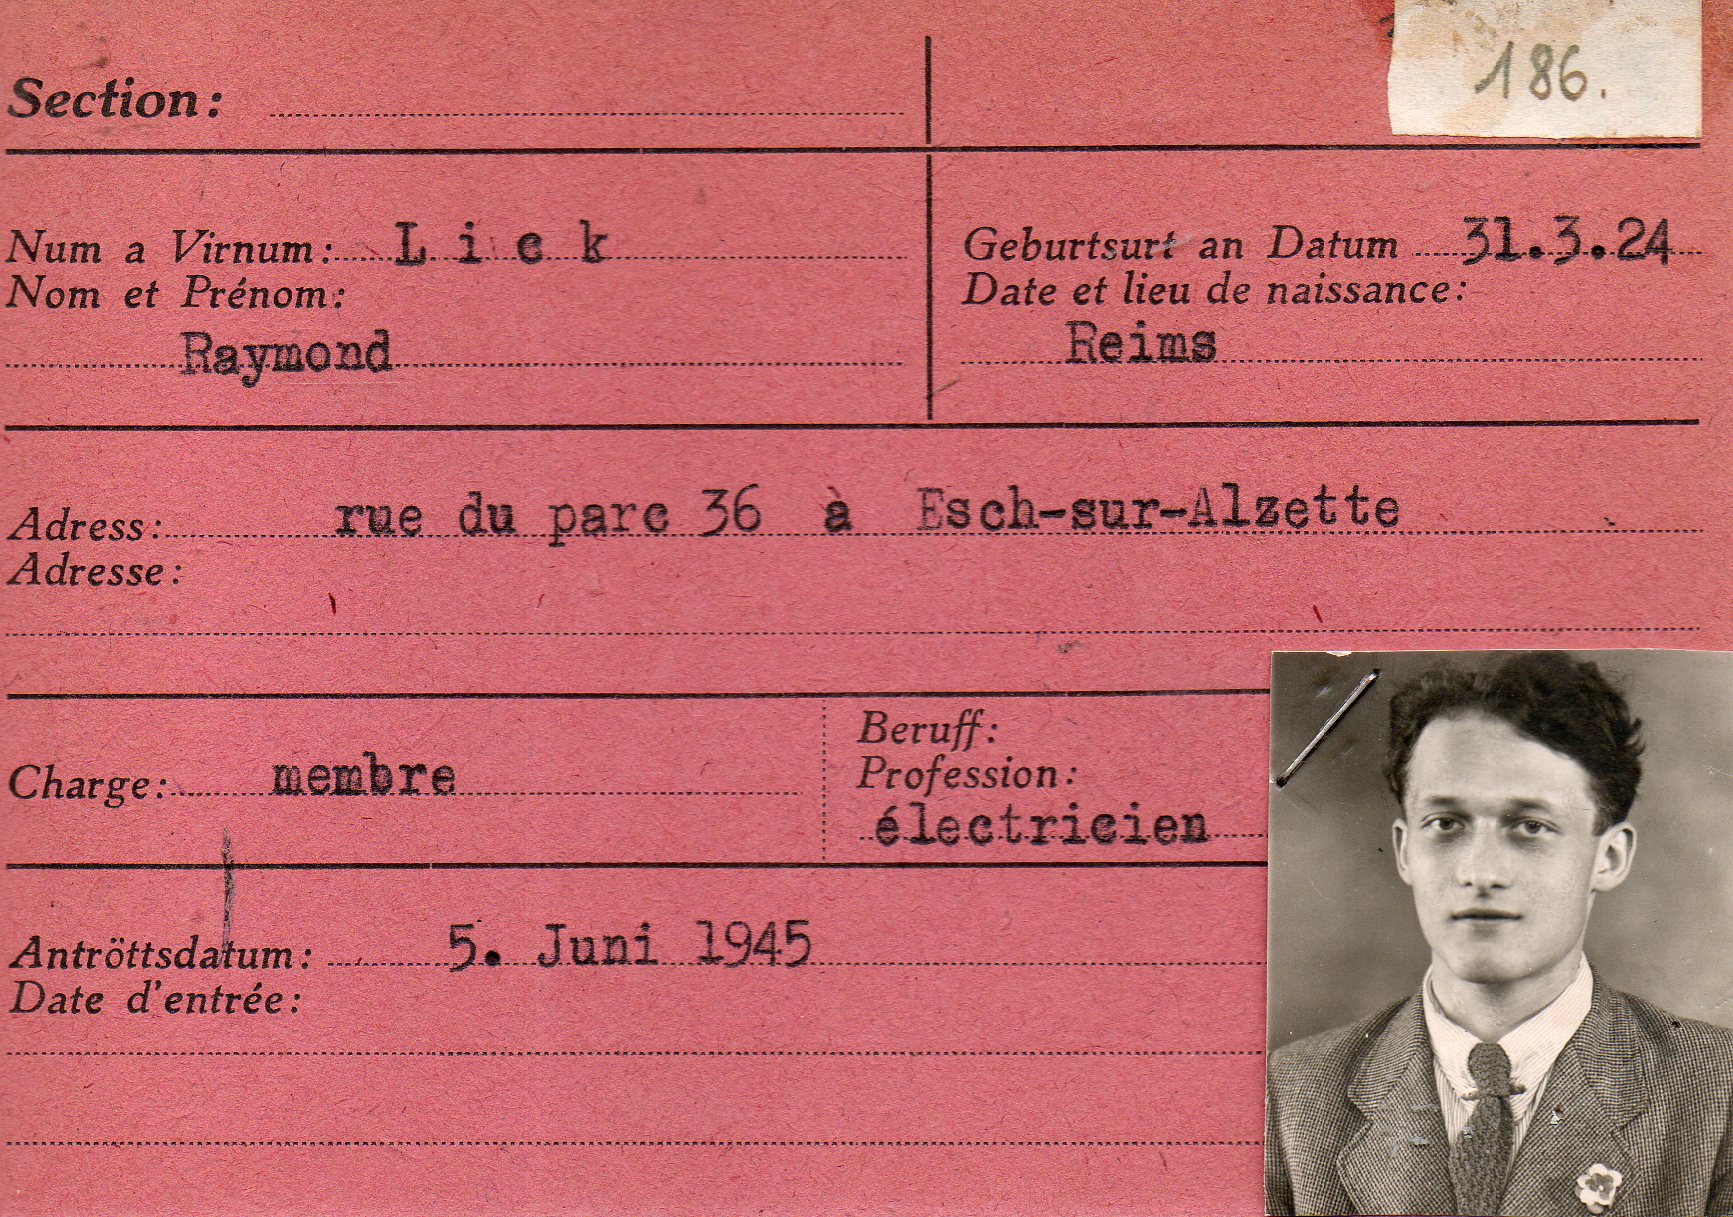 186.
Section:
Num a Virnum: L i c k
Nom et Prénom:
Raymond
Geburtsurt an Datum 31.3.24
Date et lieu de naissance:
Reims
Adress: rue du parc 36 à Esch-sur-Alzette
Adresse:
Charge: membre
Beruff:
Profession:
électricien
Antröttsdatum: 5. Juni 1945
Date d'entrée: